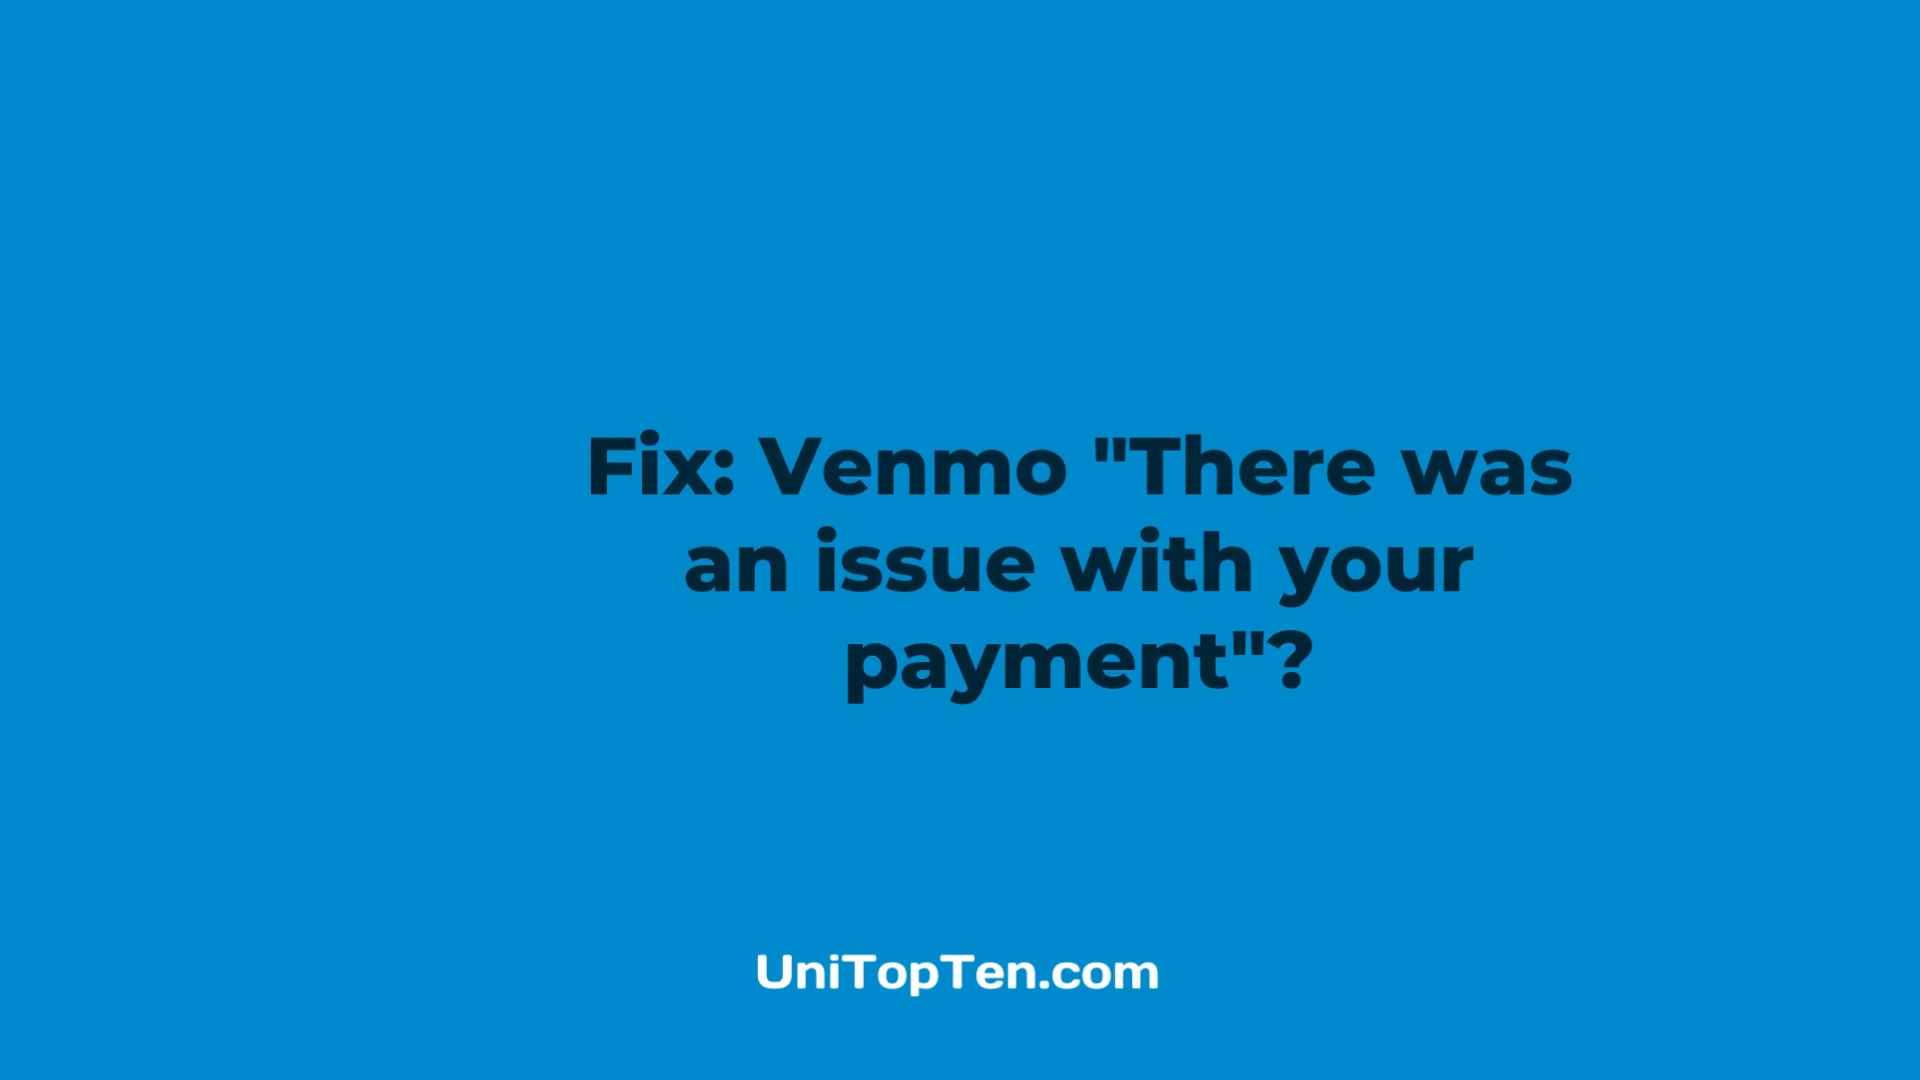 Fix: Venmo "There was
an issue with your
payment"?
UniTopTen.com